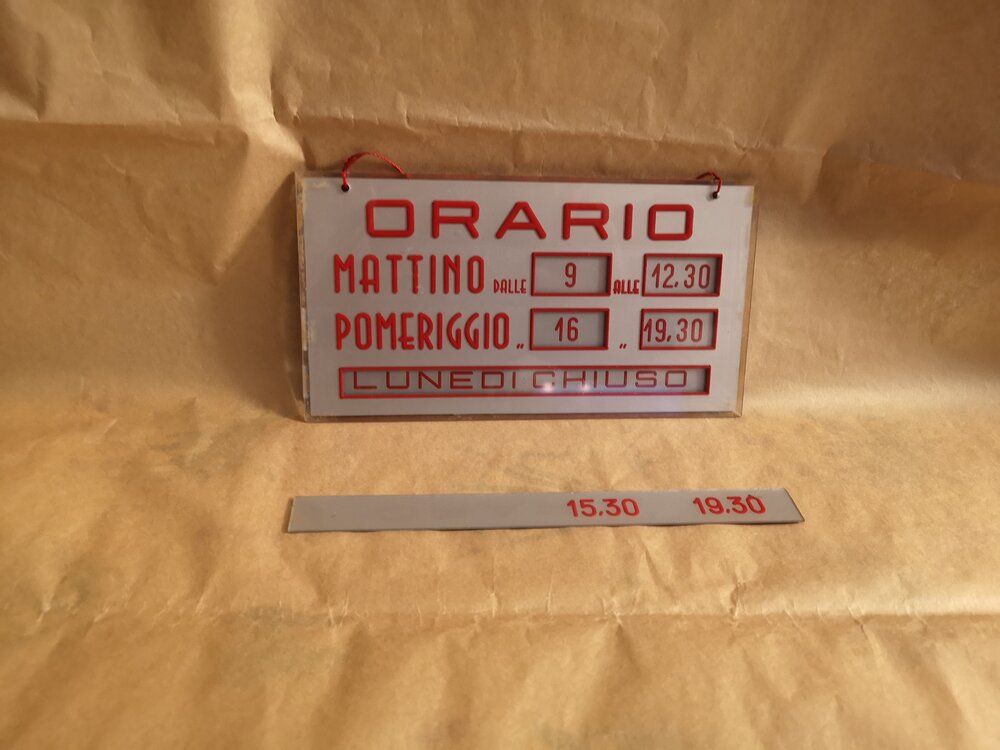 ORARIO
MATTINO DALLE 9 ALLE 12.30
POMERIGGIO „ 16 „ 19.30
LUNEDI CHIUSO
15.30 19.30